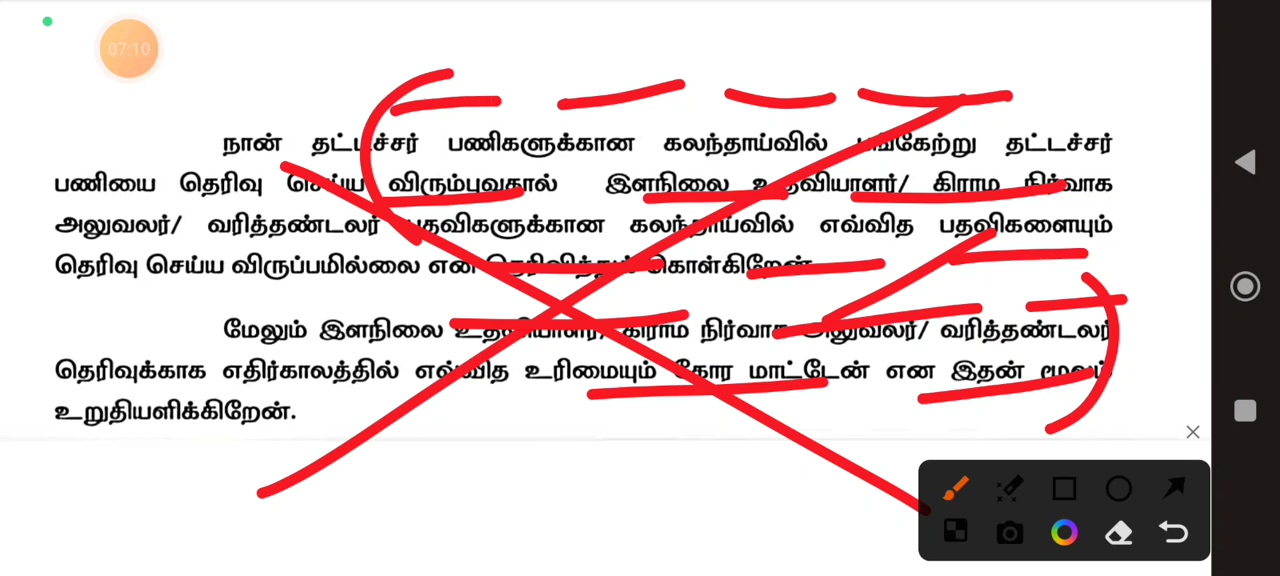 07:10
நான் தட்டச்சர் பணிகளுக்கான கலந்தாய்வில் பங்கேற்று தட்டச்சர்
பணியை தெரிவு செய்ய விரும்புவதால் இளநிலை உதவியாளர்/ கிராம நிர்வாக
அலுவலர்/ வரித்தண்டலர் பதவிகளுக்கான கலந்தாய்வில் எவ்வித பதவிகளையும்
தெரிவு செய்ய விருப்பமில்லை என தெரிவித்துக் கொள்கிறேன்.
மேலும் இளநிலை உதவியாளர்/ கிராம நிர்வாக அலுவலர்/ வரித்தண்டலர்
தெரிவுக்காக எதிர்காலத்தில் எவ்வித உரிமையும் கோர மாட்டேன் என இதன் மூலம்
உறுதியளிக்கிறேன்.